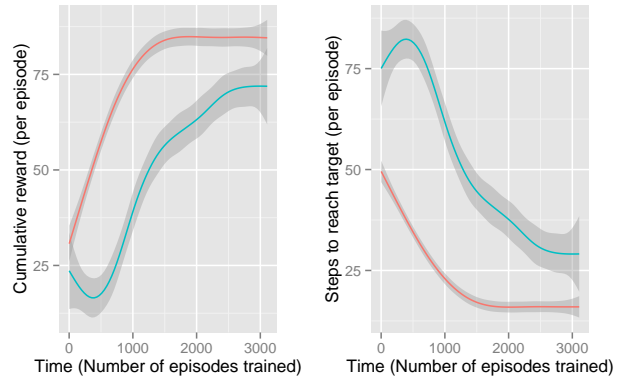 Cumulative reward (per episode)
75
50
25
0 1000 2000 3000
Time (Number of episodes trained)
Steps to reach target (per episode)
75
50
25
0 1000 2000 3000
Time (Number of episodes trained)